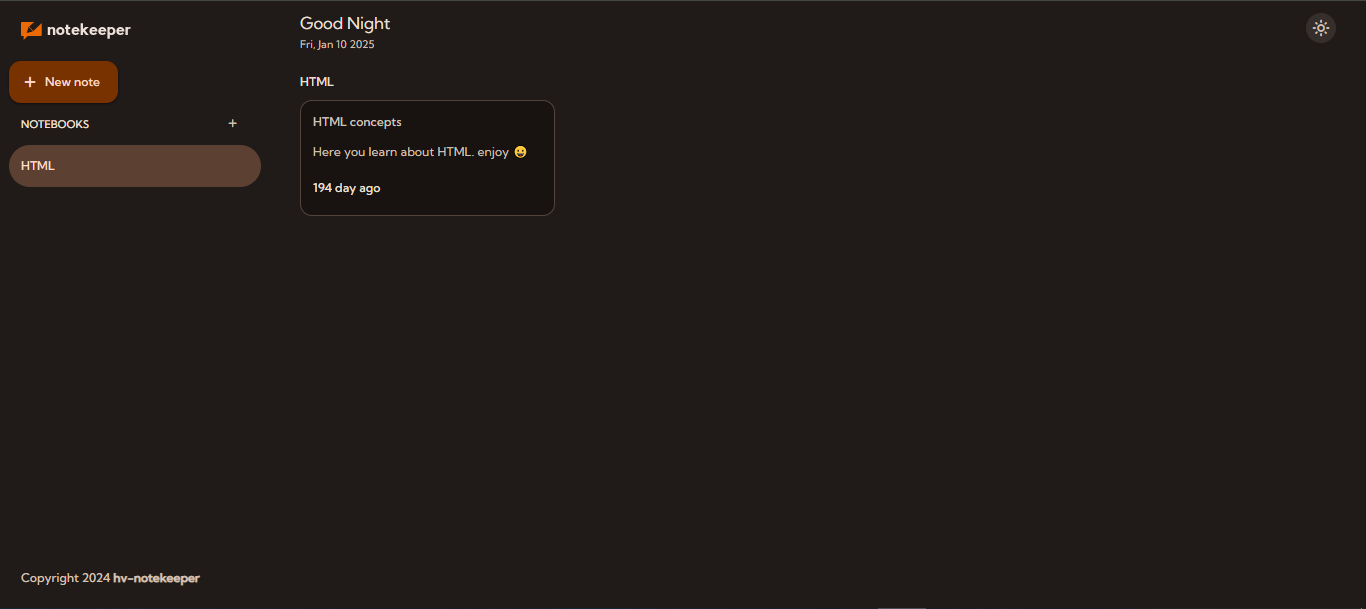 notekeeper
New note
NOTEBOOKS
HTML
Copyright 2024 hv-notekeeper
Good Night
Fri, Jan 10 2025
HTML
HTML concepts
Here you learn about HTML. enjoy 😀
194 day ago